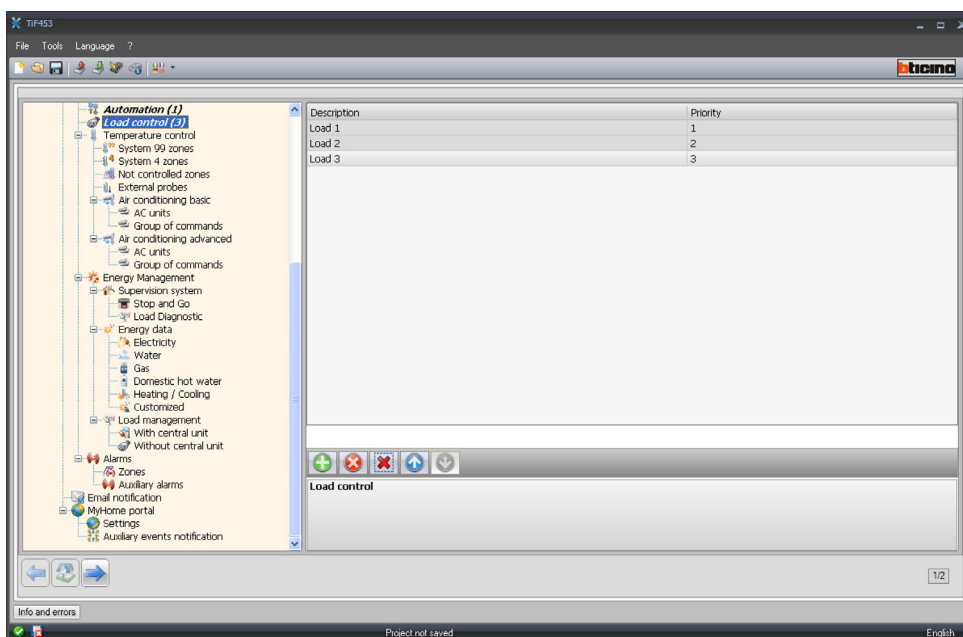 TiF453
File Tools Language ?
bticino
Automation (1)
Load control (3)
Temperature control
System 99 zones
System 4 zones
Not controlled zones
External probes
Air conditioning basic
AC units
Group of commands
Air conditioning advanced
AC units
Group of commands
Energy Management
Supervision system
Stop and Go
Load Diagnostic
Energy data
Electricity
Water
Gas
Domestic hot water
Heating / Cooling
Customized
Load management
With central unit
Without central unit
Alarms
Zones
Auxiliary alarms
Email notification
MyHome portal
Settings
Auxiliary events notification
Description Priority
Load 1 1
Load 2 2
Load 3 3
Load control
1/2
Info and errors
Project not saved English